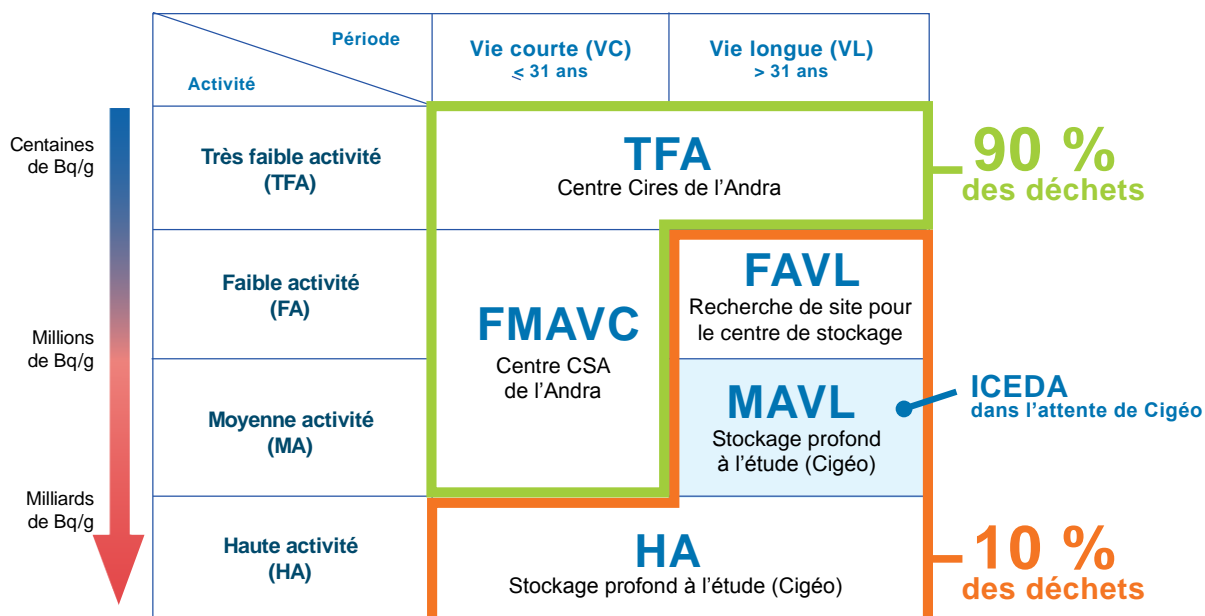 Période
Activité
Vie courte (VC)
≤ 31 ans
Vie longue (VL)
> 31 ans
Centaines
de Bq/g
Très faible activité
(TFA)
TFA
Centre Cires de l'Andra
90 %
des déchets
Faible activité
(FA)
FMAVC
Centre CSA
de l'Andra
FAVL
Recherche de site pour
le centre de stockage
Millions
de Bq/g
Moyenne activité
(MA)
MAVL
Stockage profond
à l'étude (Cigéo)
ICEDA
dans l'attente de Cigéo
Milliards
de Bq/g
Haute activité
(HA)
HA
Stockage profond à l'étude (Cigéo)
10 %
des déchets